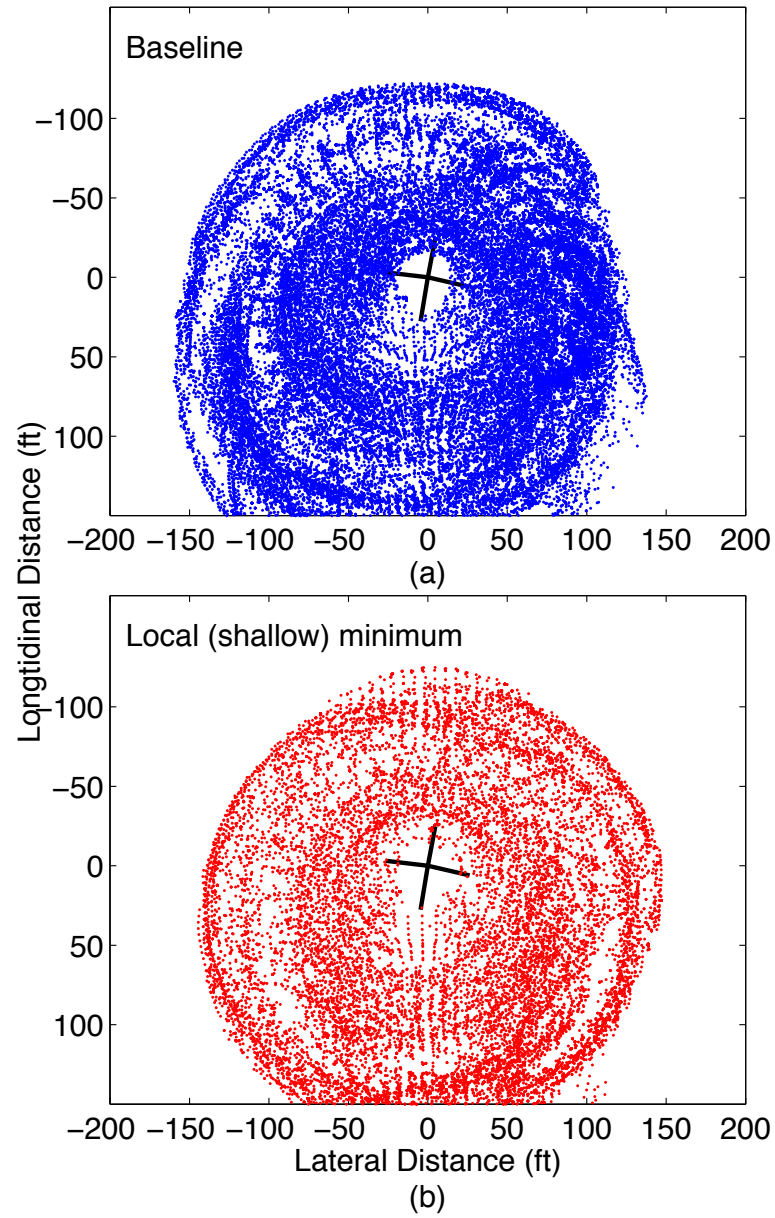 Baseline
−100
−50
0
50
100
−200 −150 −100 −50 0 50 100 150 200
(a)
Longtidinal Distance (ft)
Local (shallow) minimum
−100
−50
0
50
100
−200 −150 −100 −50 0 50 100 150 200
Lateral Distance (ft)
(b)